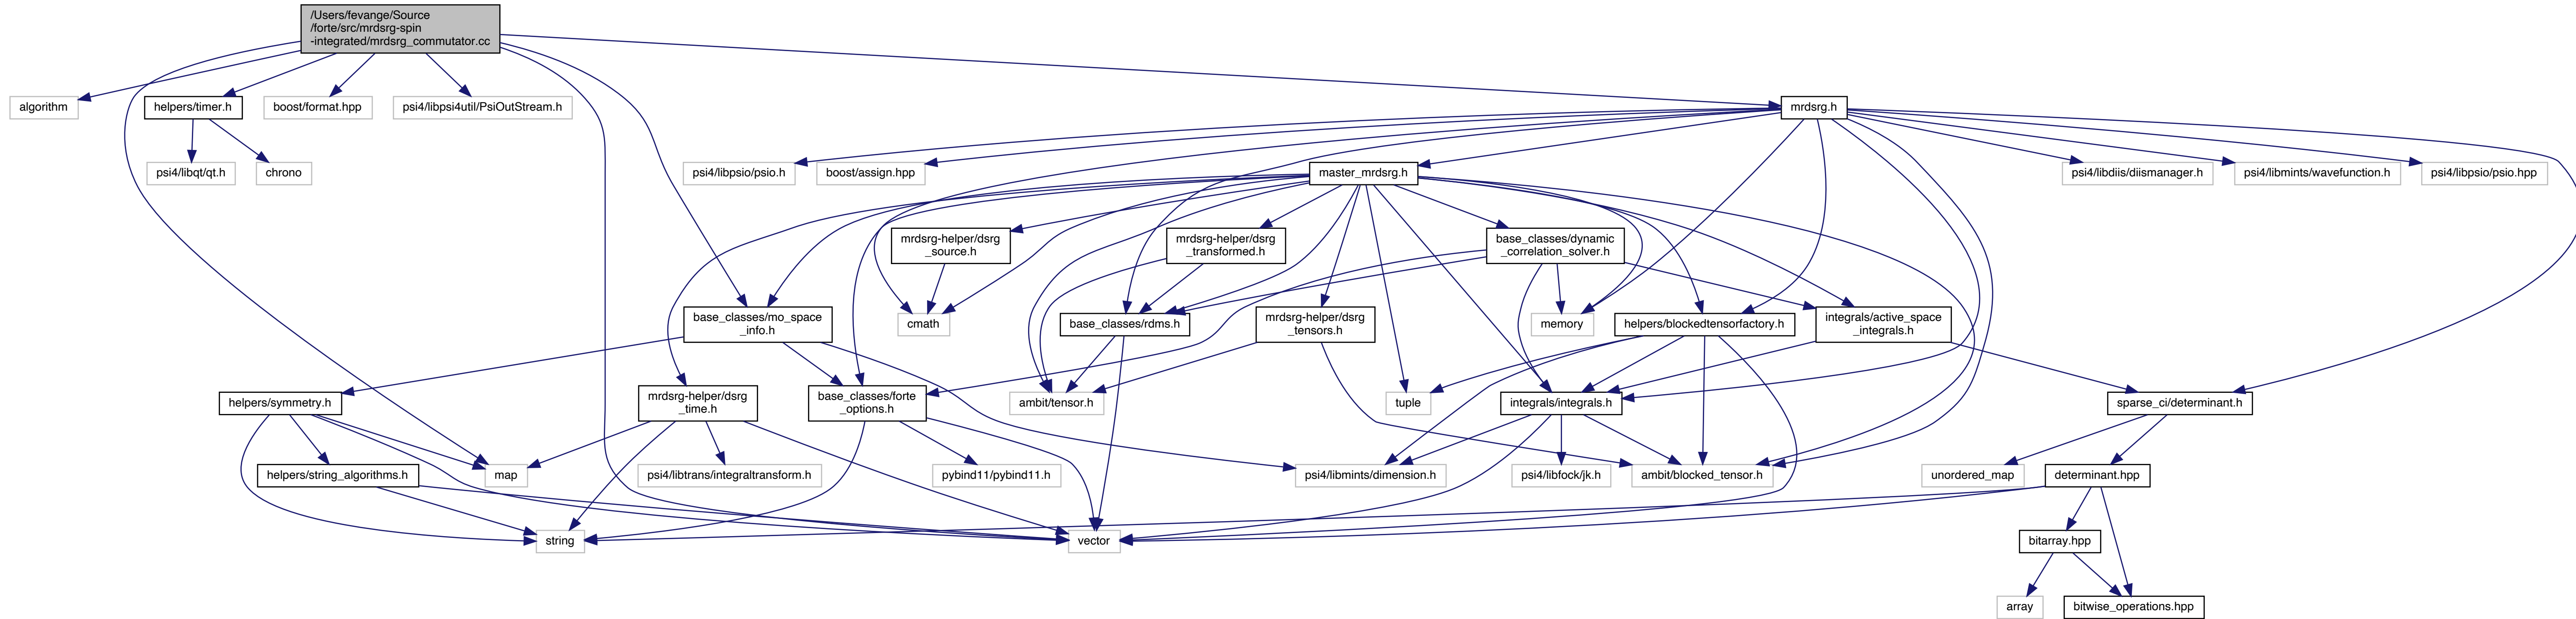 /Users/fevange/Source
/forte/src/mrdsrg-spin
-integrated/mrdsrg_commutator.cc
algorithm
helpers/timer.h
boost/format.hpp
psi4/libpsi4util/PsiOutStream.h
mrdsrg.h
psi4/libqt/qt.h
chrono
psi4/libpsio/psio.h
boost/assign.hpp
master_mrdsrg.h
psi4/libdiis/diismanager.h
psi4/libmints/wavefunction.h
psi4/libpsio/psio.hpp
mrdsrg-helper/dsrg
_source.h
mrdsrg-helper/dsrg
_transformed.h
base_classes/dynamic
_correlation_solver.h
base_classes/mo_space
_info.h
cmath
base_classes/rdms.h
mrdsrg-helper/dsrg
_tensors.h
memory
helpers/blockedtensorfactory.h
integrals/active_space
_integrals.h
helpers/symmetry.h
mrdsrg-helper/dsrg
_time.h
base_classes/forte
_options.h
ambit/tensor.h
tuple
integrals/integrals.h
sparse_ci/determinant.h
helpers/string_algorithms.h
map
psi4/libtrans/integraltransform.h
pybind11/pybind11.h
psi4/libmints/dimension.h
psi4/libfock/jk.h
ambit/blocked_tensor.h
unordered_map
determinant.hpp
string
vector
bitarray.hpp
array
bitwise_operations.hpp